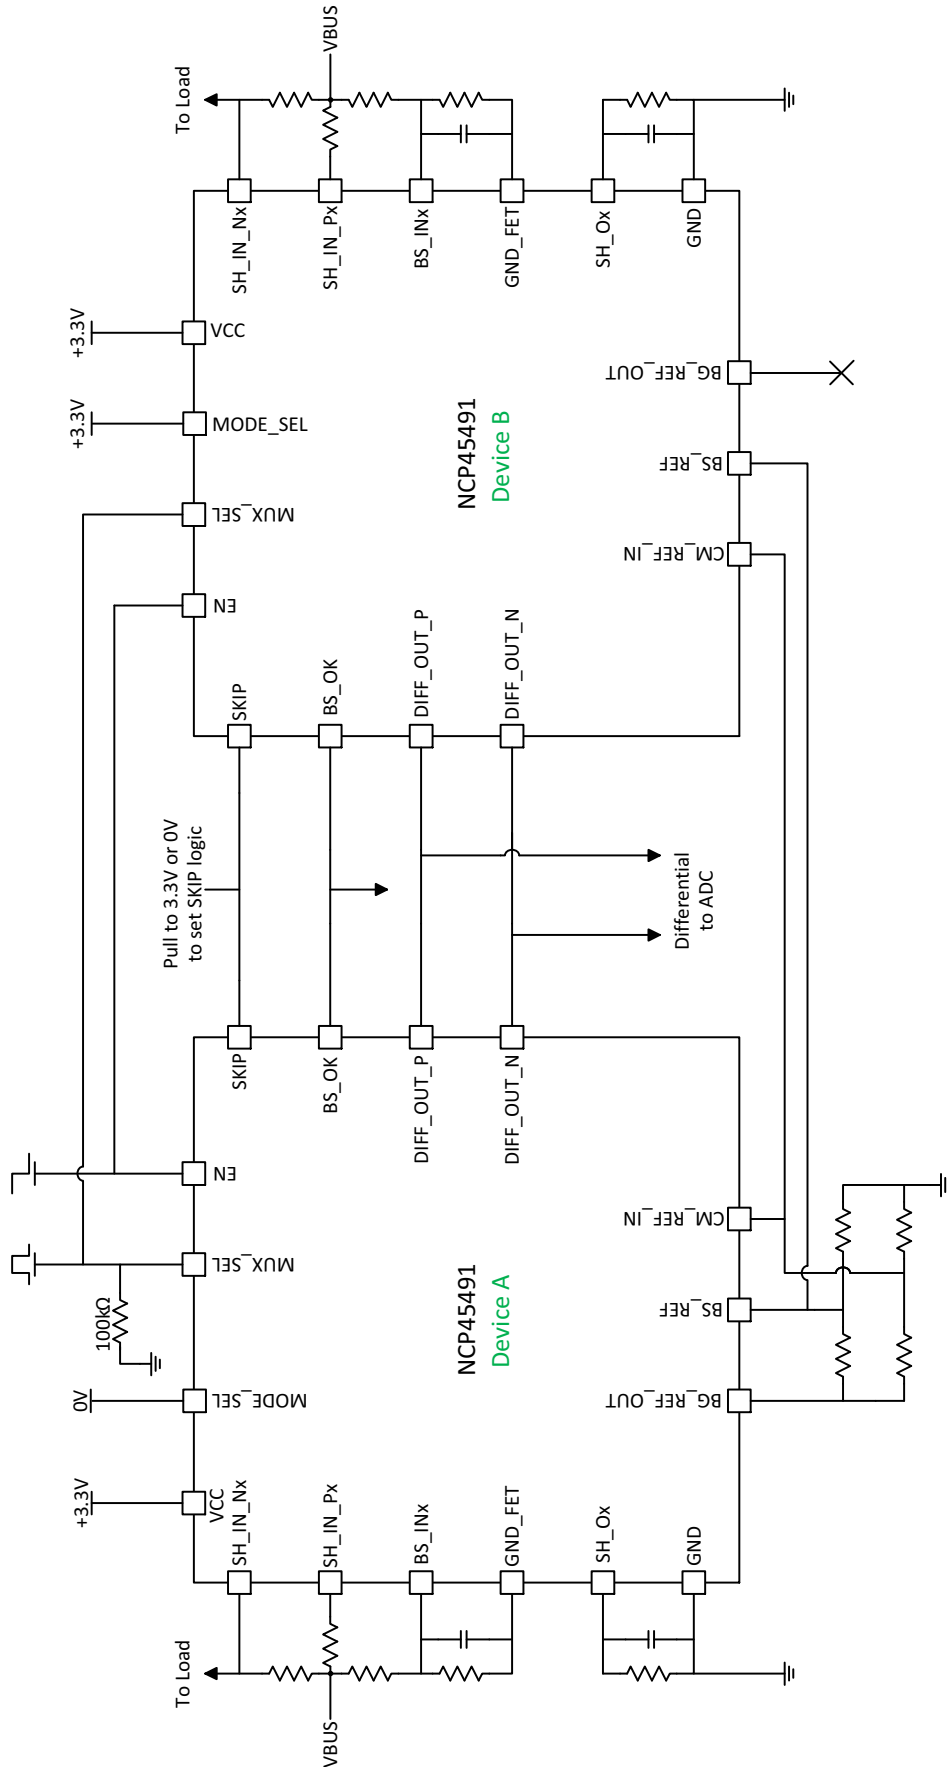 To Load
VBUS
SH_IN_Nx
SH_IN_Px
BS_INx
GND_FET
SH_Ox
GND
+3.3V
VCC
+3.3V
MODE_SEL
MUX_SEL
EN
NCP45491
Device B
BG_REF_OUT
BS_REF
CM_REF_IN
SKIP
BS_OK
DIFF_OUT_P
DIFF_OUT_N
Pull to 3.3V or 0V
to set SKIP logic
Differential
to ADC
SKIP
BS_OK
DIFF_OUT_P
DIFF_OUT_N
EN
MUX_SEL
100kΩ
0V
MODE_SEL
+3.3V
VCC
NCP45491
Device A
CM_REF_IN
BS_REF
BG_REF_OUT
SH_IN_Nx
SH_IN_Px
BS_INx
GND_FET
SH_Ox
GND
To Load
VBUS